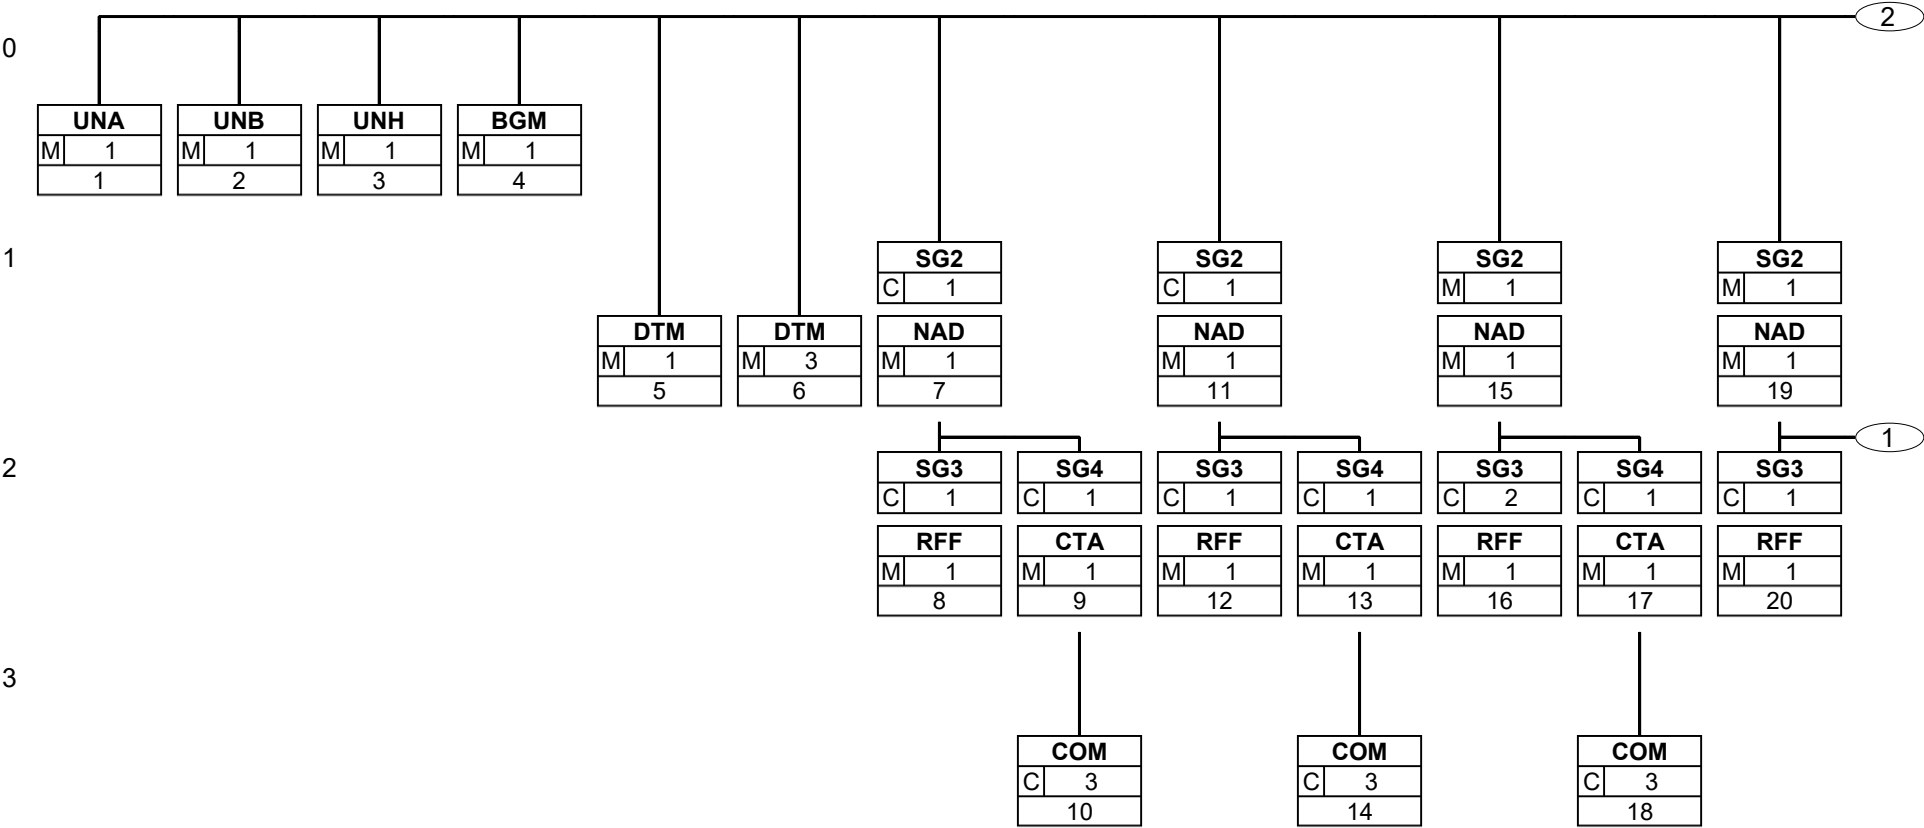 2
0
UNA UNB UNH BGM
M 1 M 1 M 1 M 1
1 2 3 4
1
SG2 SG2 SG2 SG2
C 1 C 1 M 1 M 1
DTM DTM NAD NAD NAD NAD
M 1 M 3 M 1 M 1 M 1 M 1
5 6 7 11 15 19
1
2
SG3 SG4 SG3 SG4 SG3 SG4 SG3
C 1 C 1 C 1 C 1 C 2 C 1 C 1
RFF CTA RFF CTA RFF CTA RFF
M 1 M 1 M 1 M 1 M 1 M 1 M 1
8 9 12 13 16 17 20
3
COM COM COM
C 3 C 3 C 3
10 14 18